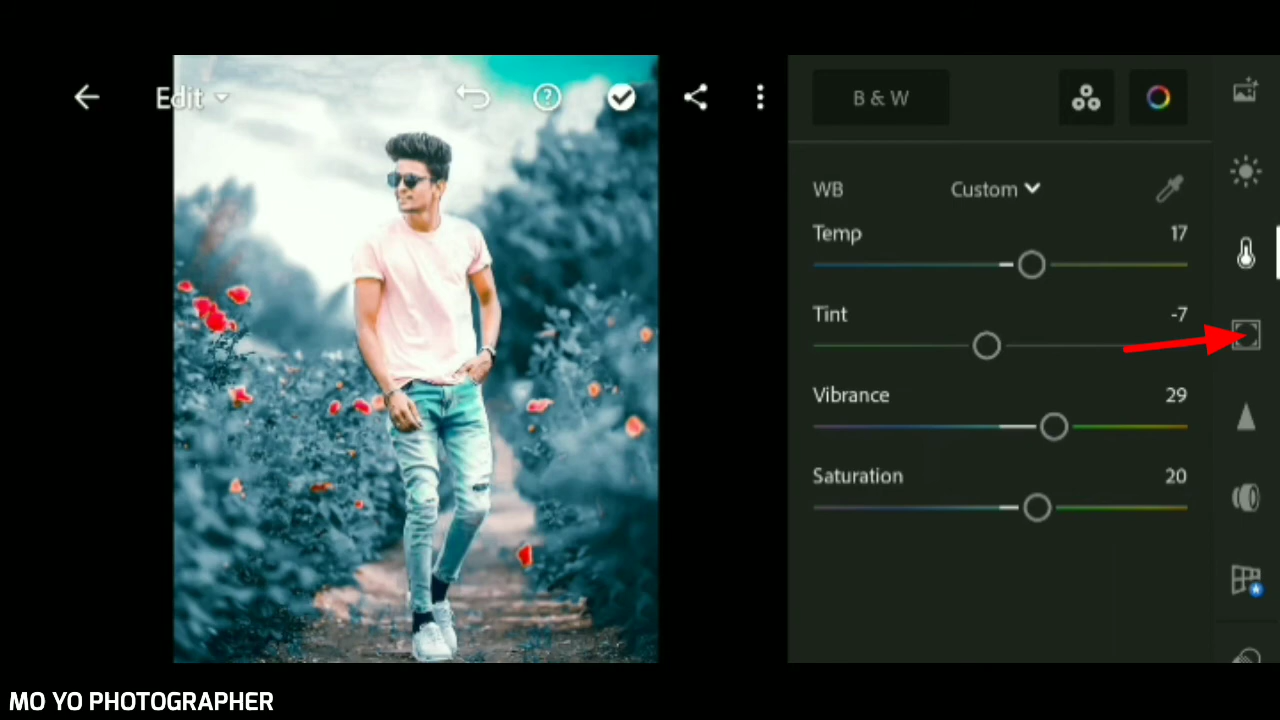 Edit
B & W
WB Custom
Temp 17
Tint -7
Vibrance 29
Saturation 20
MO YO PHOTOGRAPHER